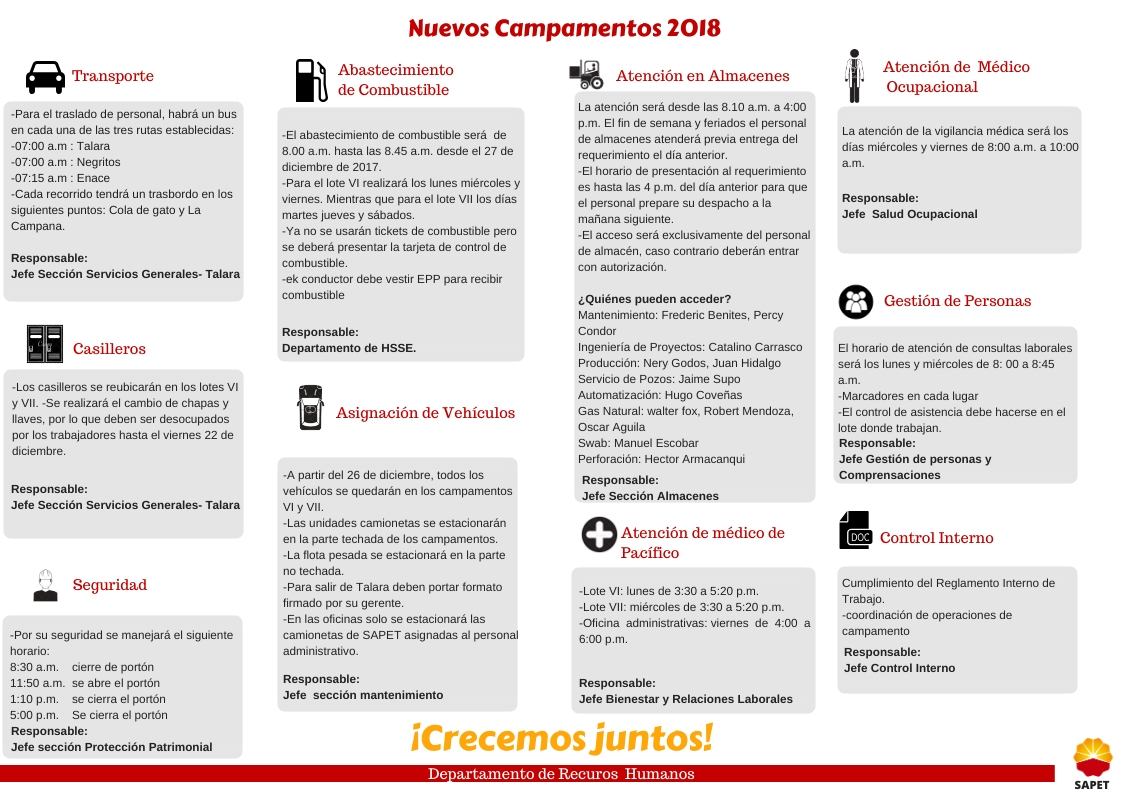 Nuevos Campamentos 2018
Transporte
-Para el traslado de personal, habrá un bus
en cada una de las tres rutas establecidas:
-07:00 a.m : Talara
-07:00 a.m : Negritos
-07:15 a.m : Enace
-Cada recorrido tendrá un trasbordo en los
siguientes puntos: Cola de gato y La
Campana.
Responsable:
Jefe Sección Servicios Generales- Talara
Casilleros
-Los casilleros se reubicarán en los lotes VI
y VII. -Se realizará el cambio de chapas y
llaves, por lo que deben ser desocupados
por los trabajadores hasta el viernes 22 de
diciembre.
Responsable:
Jefe Sección Servicios Generales- Talara
Seguridad
-Por su seguridad se manejará el siguiente
horario:
8:30 a.m. cierre de portón
11:50 a.m. se abre el portón
1:10 p.m. se cierra el portón
5:00 p.m. Se cierra el portón
Responsable:
Jefe sección Protección Patrimonial
Abastecimiento
de Combustible
-El abastecimiento de combustible será de
8.00 a.m. hasta las 8.45 a.m. desde el 27 de
diciembre de 2017.
-Para el lote VI realizará los lunes miércoles y
viernes. Mientras que para el lote VII los días
martes jueves y sábados.
-Ya no se usarán tickets de combustible pero
se deberá presentar la tarjeta de control de
combustible.
-ek conductor debe vestir EPP para recibir
combustible
Responsable:
Departamento de HSSE.
Asignación de Vehículos
-A partir del 26 de diciembre, todos los
vehículos se quedarán en los campamentos
VI y VII.
-Las unidades camionetas se estacionarán
en la parte techada de los campamentos.
-La flota pesada se estacionará en la parte
no techada.
-Para salir de Talara deben portar formato
firmado por su gerente.
-En las oficinas solo se estacionará las
camionetas de SAPET asignadas al personal
administrativo.
Responsable:
Jefe sección mantenimiento
Atención en Almacenes
La atención será desde las 8.10 a.m. a 4:00
p.m. El fin de semana y feriados el personal
de almacenes atenderá previa entrega del
requerimiento el día anterior.
-El horario de presentación al requerimiento
es hasta las 4 p.m. del día anterior para que
el personal prepare su despacho a la
mañana siguiente.
-El acceso será exclusivamente del personal
de almacén, caso contrario deberán entrar
con autorización.
¿Quiénes pueden acceder?
Mantenimiento: Frederic Benites, Percy
Condor
Ingeniería de Proyectos: Catalino Carrasco
Producción: Nery Godos, Juan Hidalgo
Servicio de Pozos: Jaime Supo
Automatización: Hugo Coveñas
Gas Natural: walter fox, Robert Mendoza,
Oscar Aguila
Swab: Manuel Escobar
Perforación: Hector Armacanqui
Responsable:
Jefe Sección Almacenes
Atención de médico de
Pacífico
-Lote VI: lunes de 3:30 a 5:20 p.m.
-Lote VII: miércoles de 3:30 a 5:20 p.m.
-Oficina administrativas: viernes de 4:00 a
6:00 p.m.
Responsable:
Jefe Bienestar y Relaciones Laborales
Atención de Médico
Ocupacional
La atención de la vigilancia médica será los
días miércoles y viernes de 8:00 a.m. a 10:00
a.m.
Responsable:
Jefe Salud Ocupacional
Gestión de Personas
El horario de atención de consultas laborales
será los lunes y miércoles de 8: 00 a 8:45
a.m.
-Marcadores en cada lugar
-El control de asistencia debe hacerse en el
lote donde trabajan.
Responsable:
Jefe Gestión de personas y
Comprensaciones
DOC
Control Interno
Cumplimiento del Reglamento Interno de
Trabajo.
-coordinación de operaciones de
campamento
Responsable:
Jefe Control Interno
¡Crecemos juntos!
Departamento de Recuros Humanos
SAPET